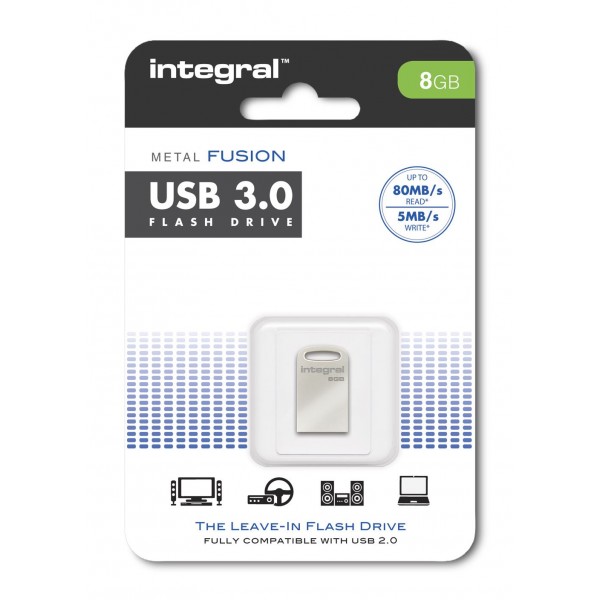 integral™
8GB
METAL FUSION
USB 3.0
FLASH DRIVE
UP TO
80MB/s
READ*
5MB/s
WRITE*
integral
8GB
THE LEAVE-IN FLASH DRIVE
FULLY COMPATIBLE WITH USB 2.0